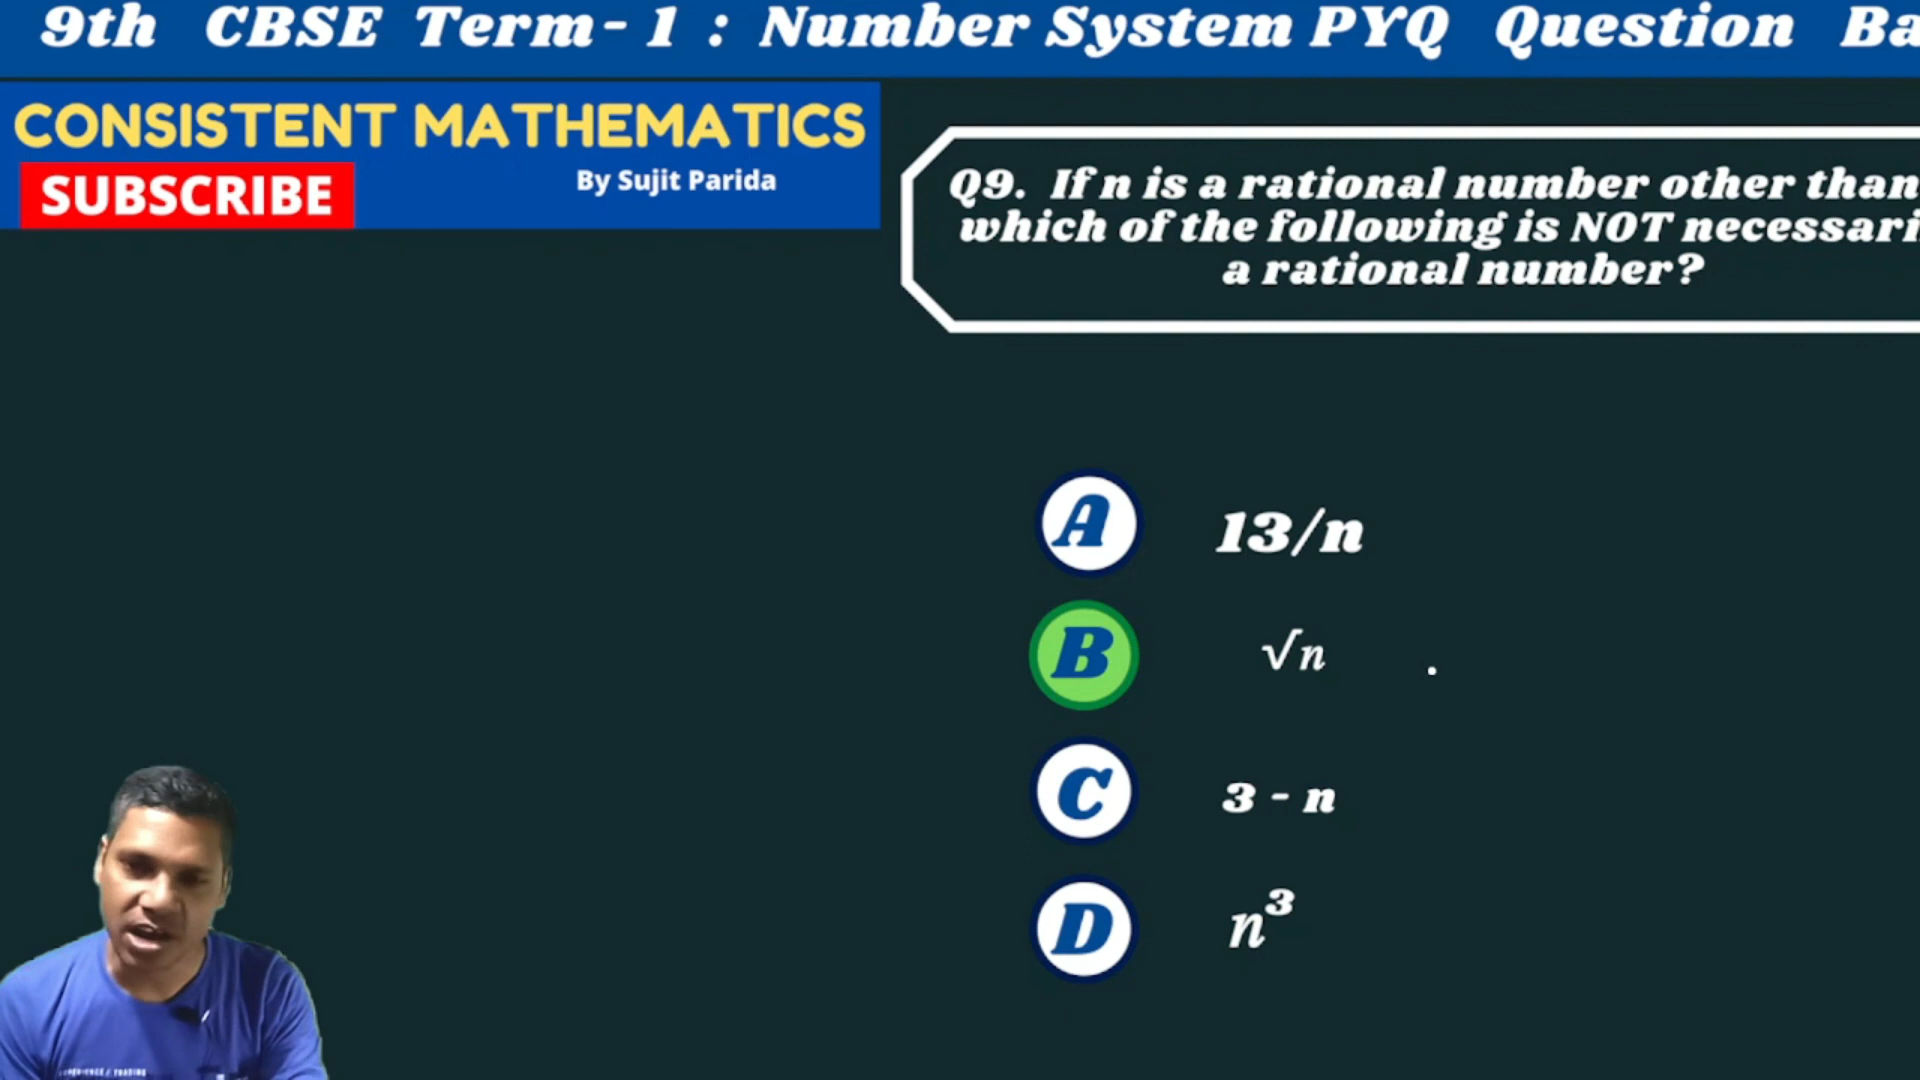 9th CBSE Term- 1 : Number System PYQ Question Ba
CONSISTENT MATHEMATICS
SUBSCRIBE
By Sujit Parida
Q9. If n is a rational number other than
which of the following is NOT necessari
a rational number?
A 13/n
B √n .
C 3 - n
D n³